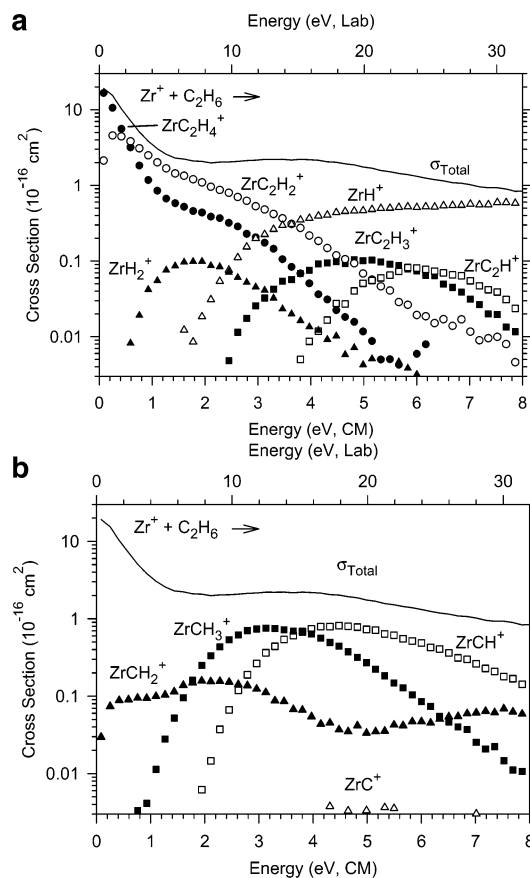 a
Energy (eV, Lab)
0 10 20 30
Zr⁺ + C₂H₆ →
ZrC₂H₄⁺
ZrC₂H₂⁺
σTotal
ZrH⁺
ZrC₂H₃⁺
ZrH₂⁺
ZrC₂H⁺
Cross Section (10⁻¹⁶ cm²)
10
1
0.1
0.01
0 1 2 3 4 5 6 7 8
Energy (eV, CM)
Energy (eV, Lab)
b
0 10 20 30
Zr⁺ + C₂H₆ →
σTotal
ZrCH₃⁺
ZrCH⁺
ZrCH₂⁺
ZrC⁺
Cross Section (10⁻¹⁶ cm²)
10
1
0.1
0.01
0 1 2 3 4 5 6 7 8
Energy (eV, CM)